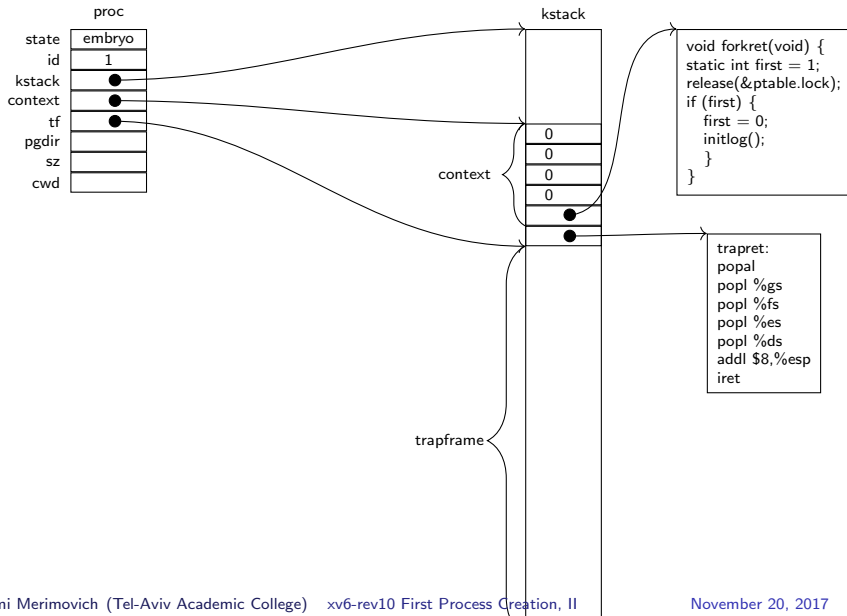 proc
state embryo
id 1
kstack
context
tf
pgdir
sz
cwd
kstack
context
0
0
0
0
trapframe
void forkret(void) {
static int first = 1;
release(&ptable.lock);
if (first) {
first = 0;
initlog();
}
}
trapret:
popal
popl %gs
popl %fs
popl %es
popl %ds
addl $8,%esp
iret
mi Merimovich (Tel-Aviv Academic College) xv6-rev10 First Process Creation, II November 20, 2017